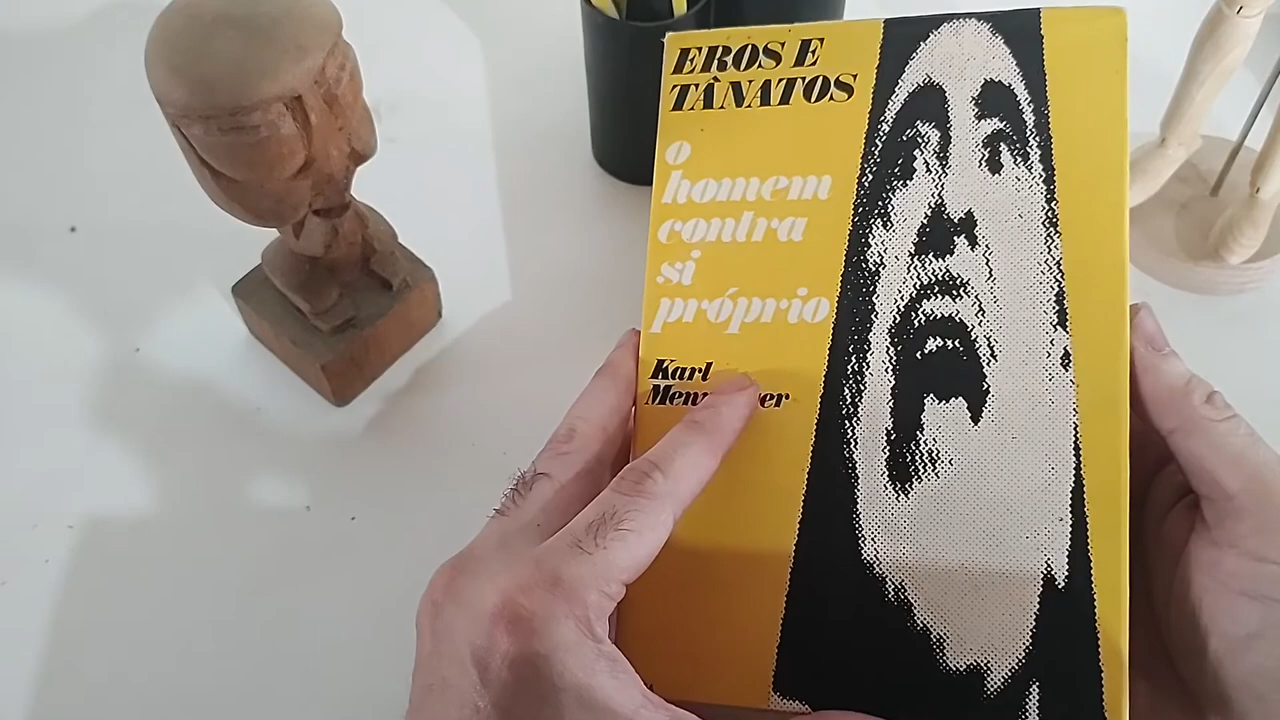 EROS E
TÂNATOS
o
homem
contra
si
próprio
Karl